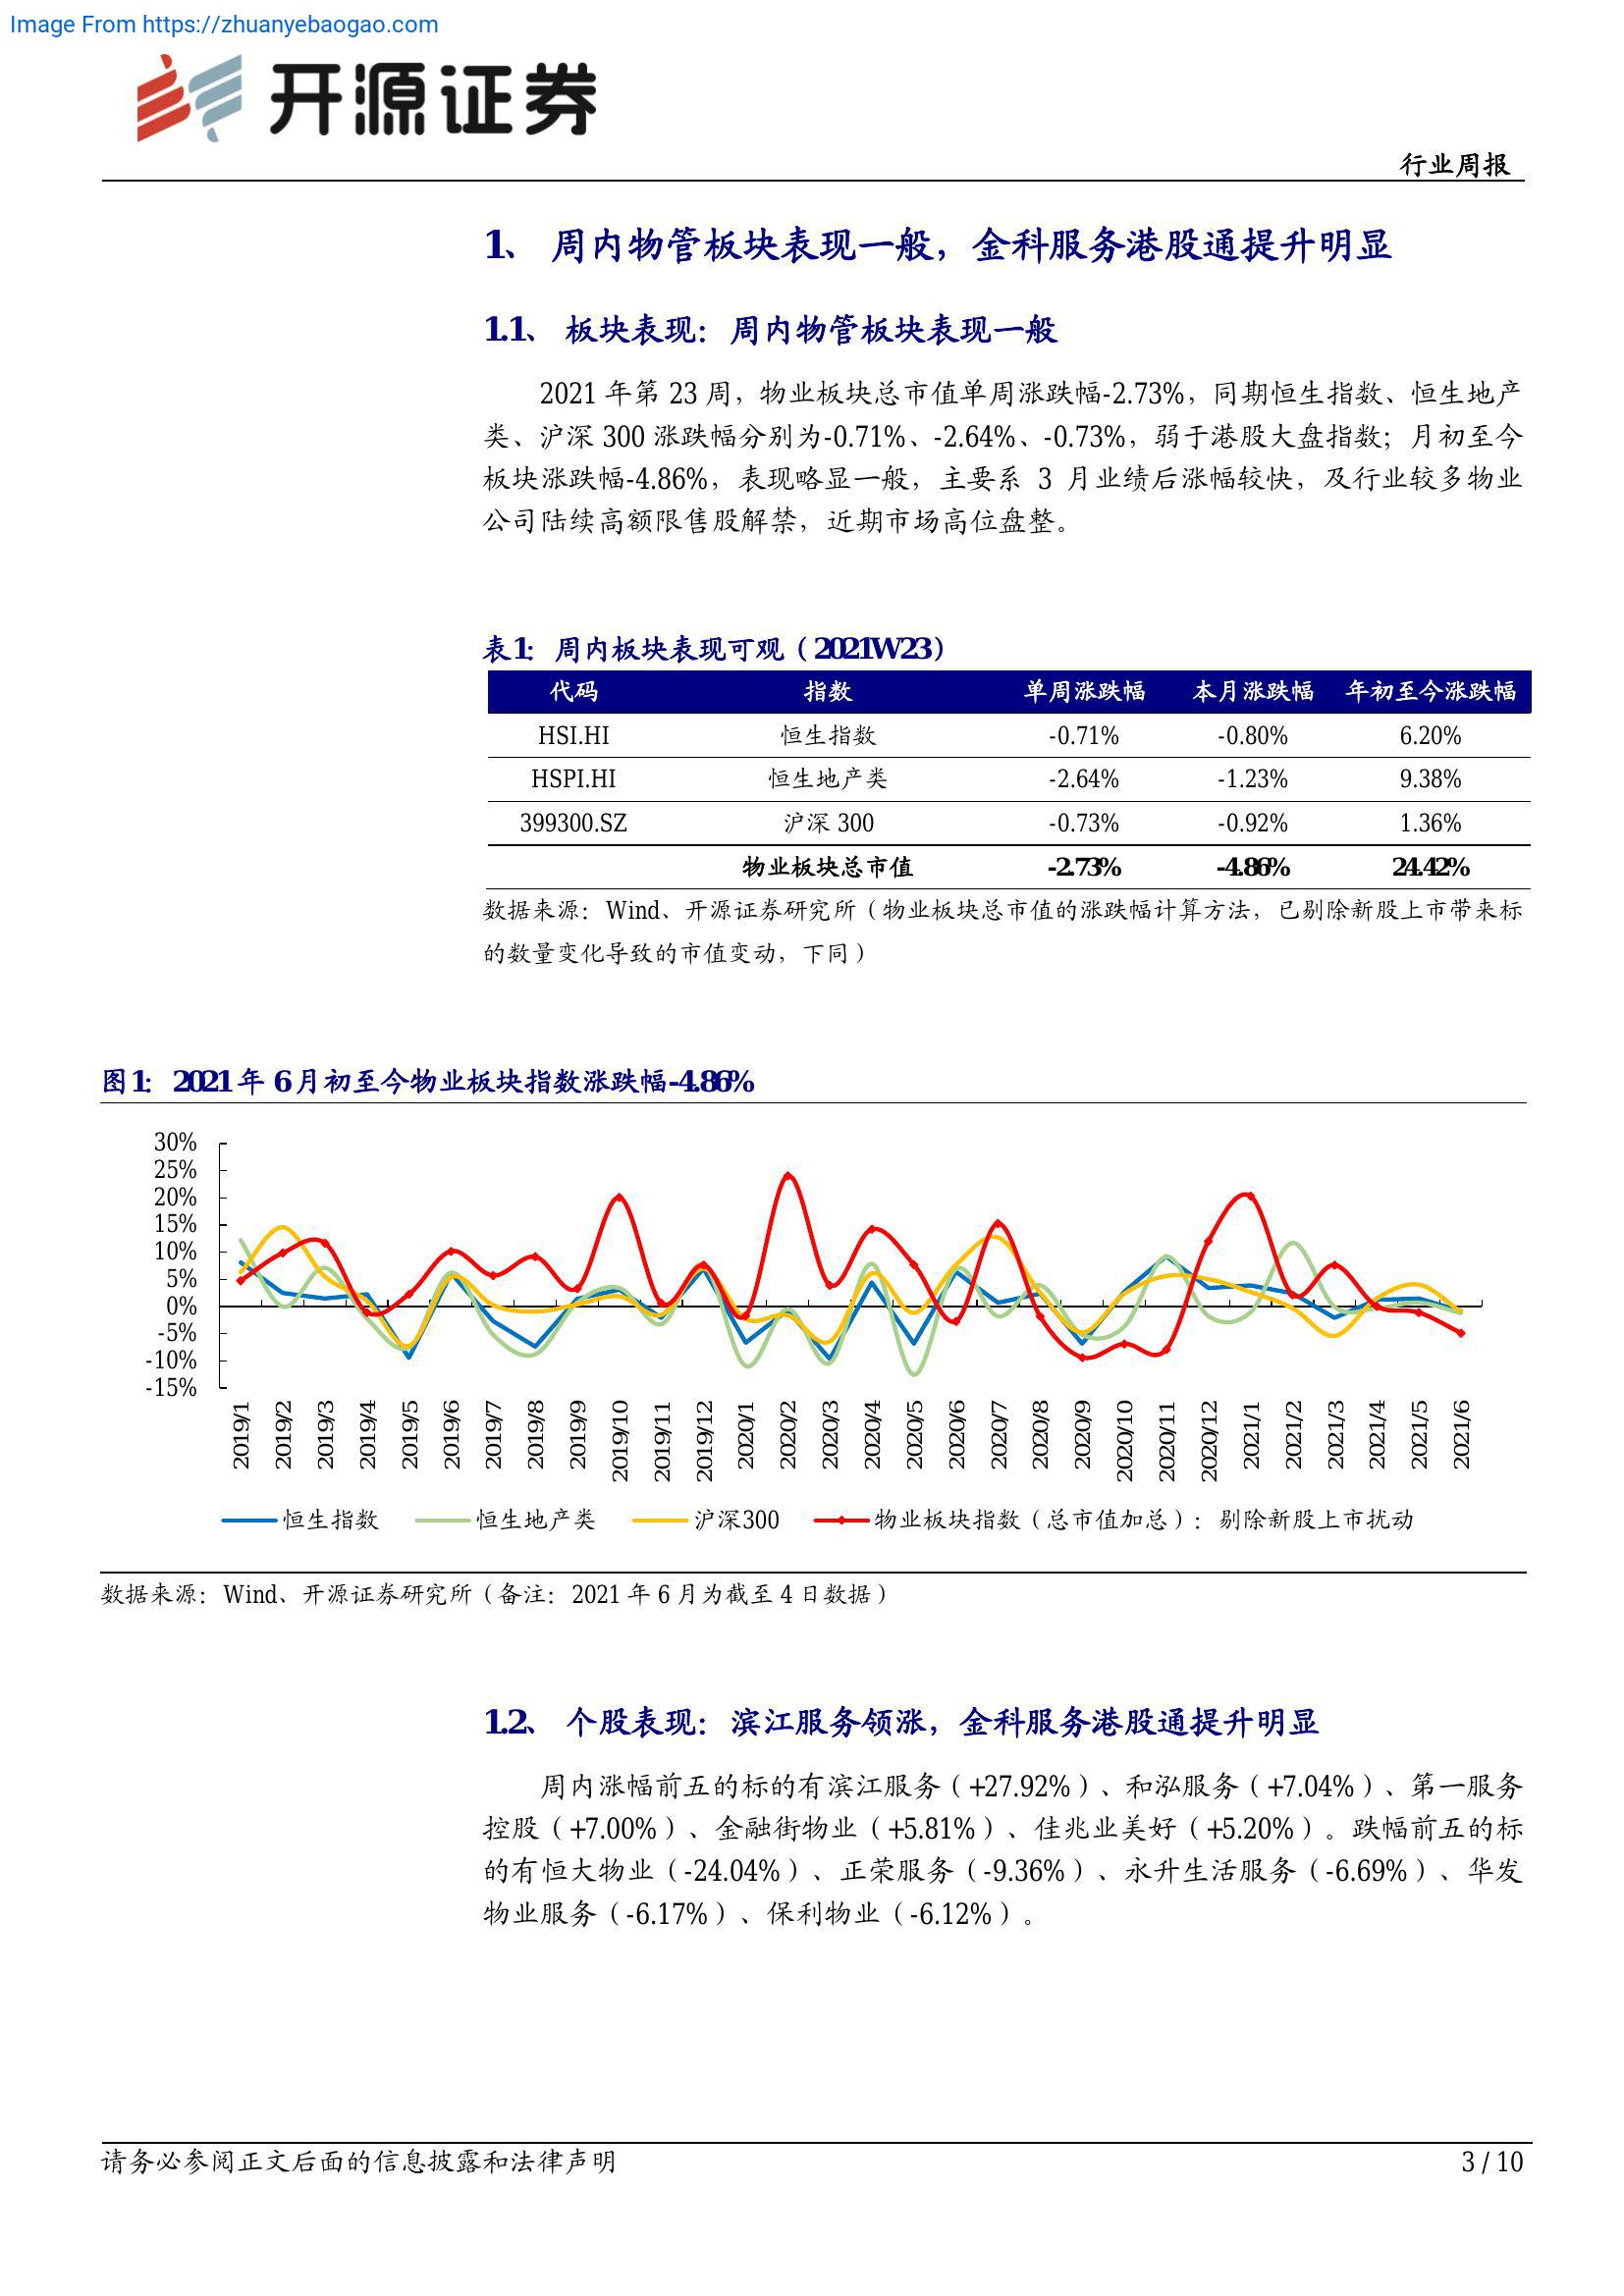 Image From https://zhuanyebaogao.com
开源证券
行业周报
1、 周内物管板块表现一般，金科服务港股通提升明显
1.1、 板块表现：周内物管板块表现一般
2021 年第 23 周，物业板块总市值单周涨跌幅-2.73%，同期恒生指数、恒生地产
类、沪深 300 涨跌幅分别为-0.71%、-2.64%、-0.73%，弱于港股大盘指数；月初至今
板块涨跌幅-4.86%，表现略显一般，主要系 3 月业绩后涨幅较快，及行业较多物业
公司陆续高额限售股解禁，近期市场高位盘整。
表 1： 周内板块表现可观（2021W23）
代码 指数 单周涨跌幅 本月涨跌幅 年初至今涨跌幅
HSI.HI 恒生指数 -0.71% -0.80% 6.20%
HSPI.HI 恒生地产类 -2.64% -1.23% 9.38%
399300.SZ 沪深 300 -0.73% -0.92% 1.36%
物业板块总市值 -2.73% -4.86% 24.42%
数据来源：Wind、开源证券研究所（物业板块总市值的涨跌幅计算方法，已剔除新股上市带来标
的数量变化导致的市值变动，下同）
图 1： 2021 年 6 月初至今物业板块指数涨跌幅-4.86%
30%
25%
20%
15%
10%
5%
0%
-5%
-10%
-15%
2019/1 2019/2 2019/3 2019/4 2019/5 2019/6 2019/7 2019/8 2019/9 2019/10 2019/11 2019/12 2020/1 2020/2 2020/3 2020/4 2020/5 2020/6 2020/7 2020/8 2020/9 2020/10 2020/11 2020/12 2021/1 2021/2 2021/3 2021/4 2021/5 2021/6
恒生指数 恒生地产类 沪深300 物业板块指数（总市值加总）：剔除新股上市扰动
数据来源：Wind、开源证券研究所（备注：2021 年 6 月为截至 4 日数据）
1.2、 个股表现：滨江服务领涨，金科服务港股通提升明显
周内涨幅前五的标的有滨江服务（+27.92%）、和泓服务（+7.04%）、第一服务
控股（+7.00%）、金融街物业（+5.81%）、佳兆业美好（+5.20%）。跌幅前五的标
的有恒大物业（-24.04%）、正荣服务（-9.36%）、永升生活服务（-6.69%）、华发
物业服务（-6.17%）、保利物业（-6.12%）。
请务必参阅正文后面的信息披露和法律声明
3 / 10